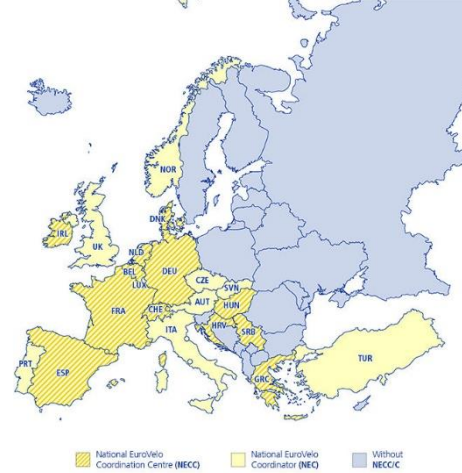 NOR
DNK
IRL
UK
NLD
BEL
DEU
LUX
CZE
SVN
FRA
CHE
AUT
HUN
ITA
HRV
SRB
PRT
ESP
GRC
TUR
National EuroVelo
Coordination Centre (NECC)
National EuroVelo
Coordinator (NEC)
Without
NECC/C